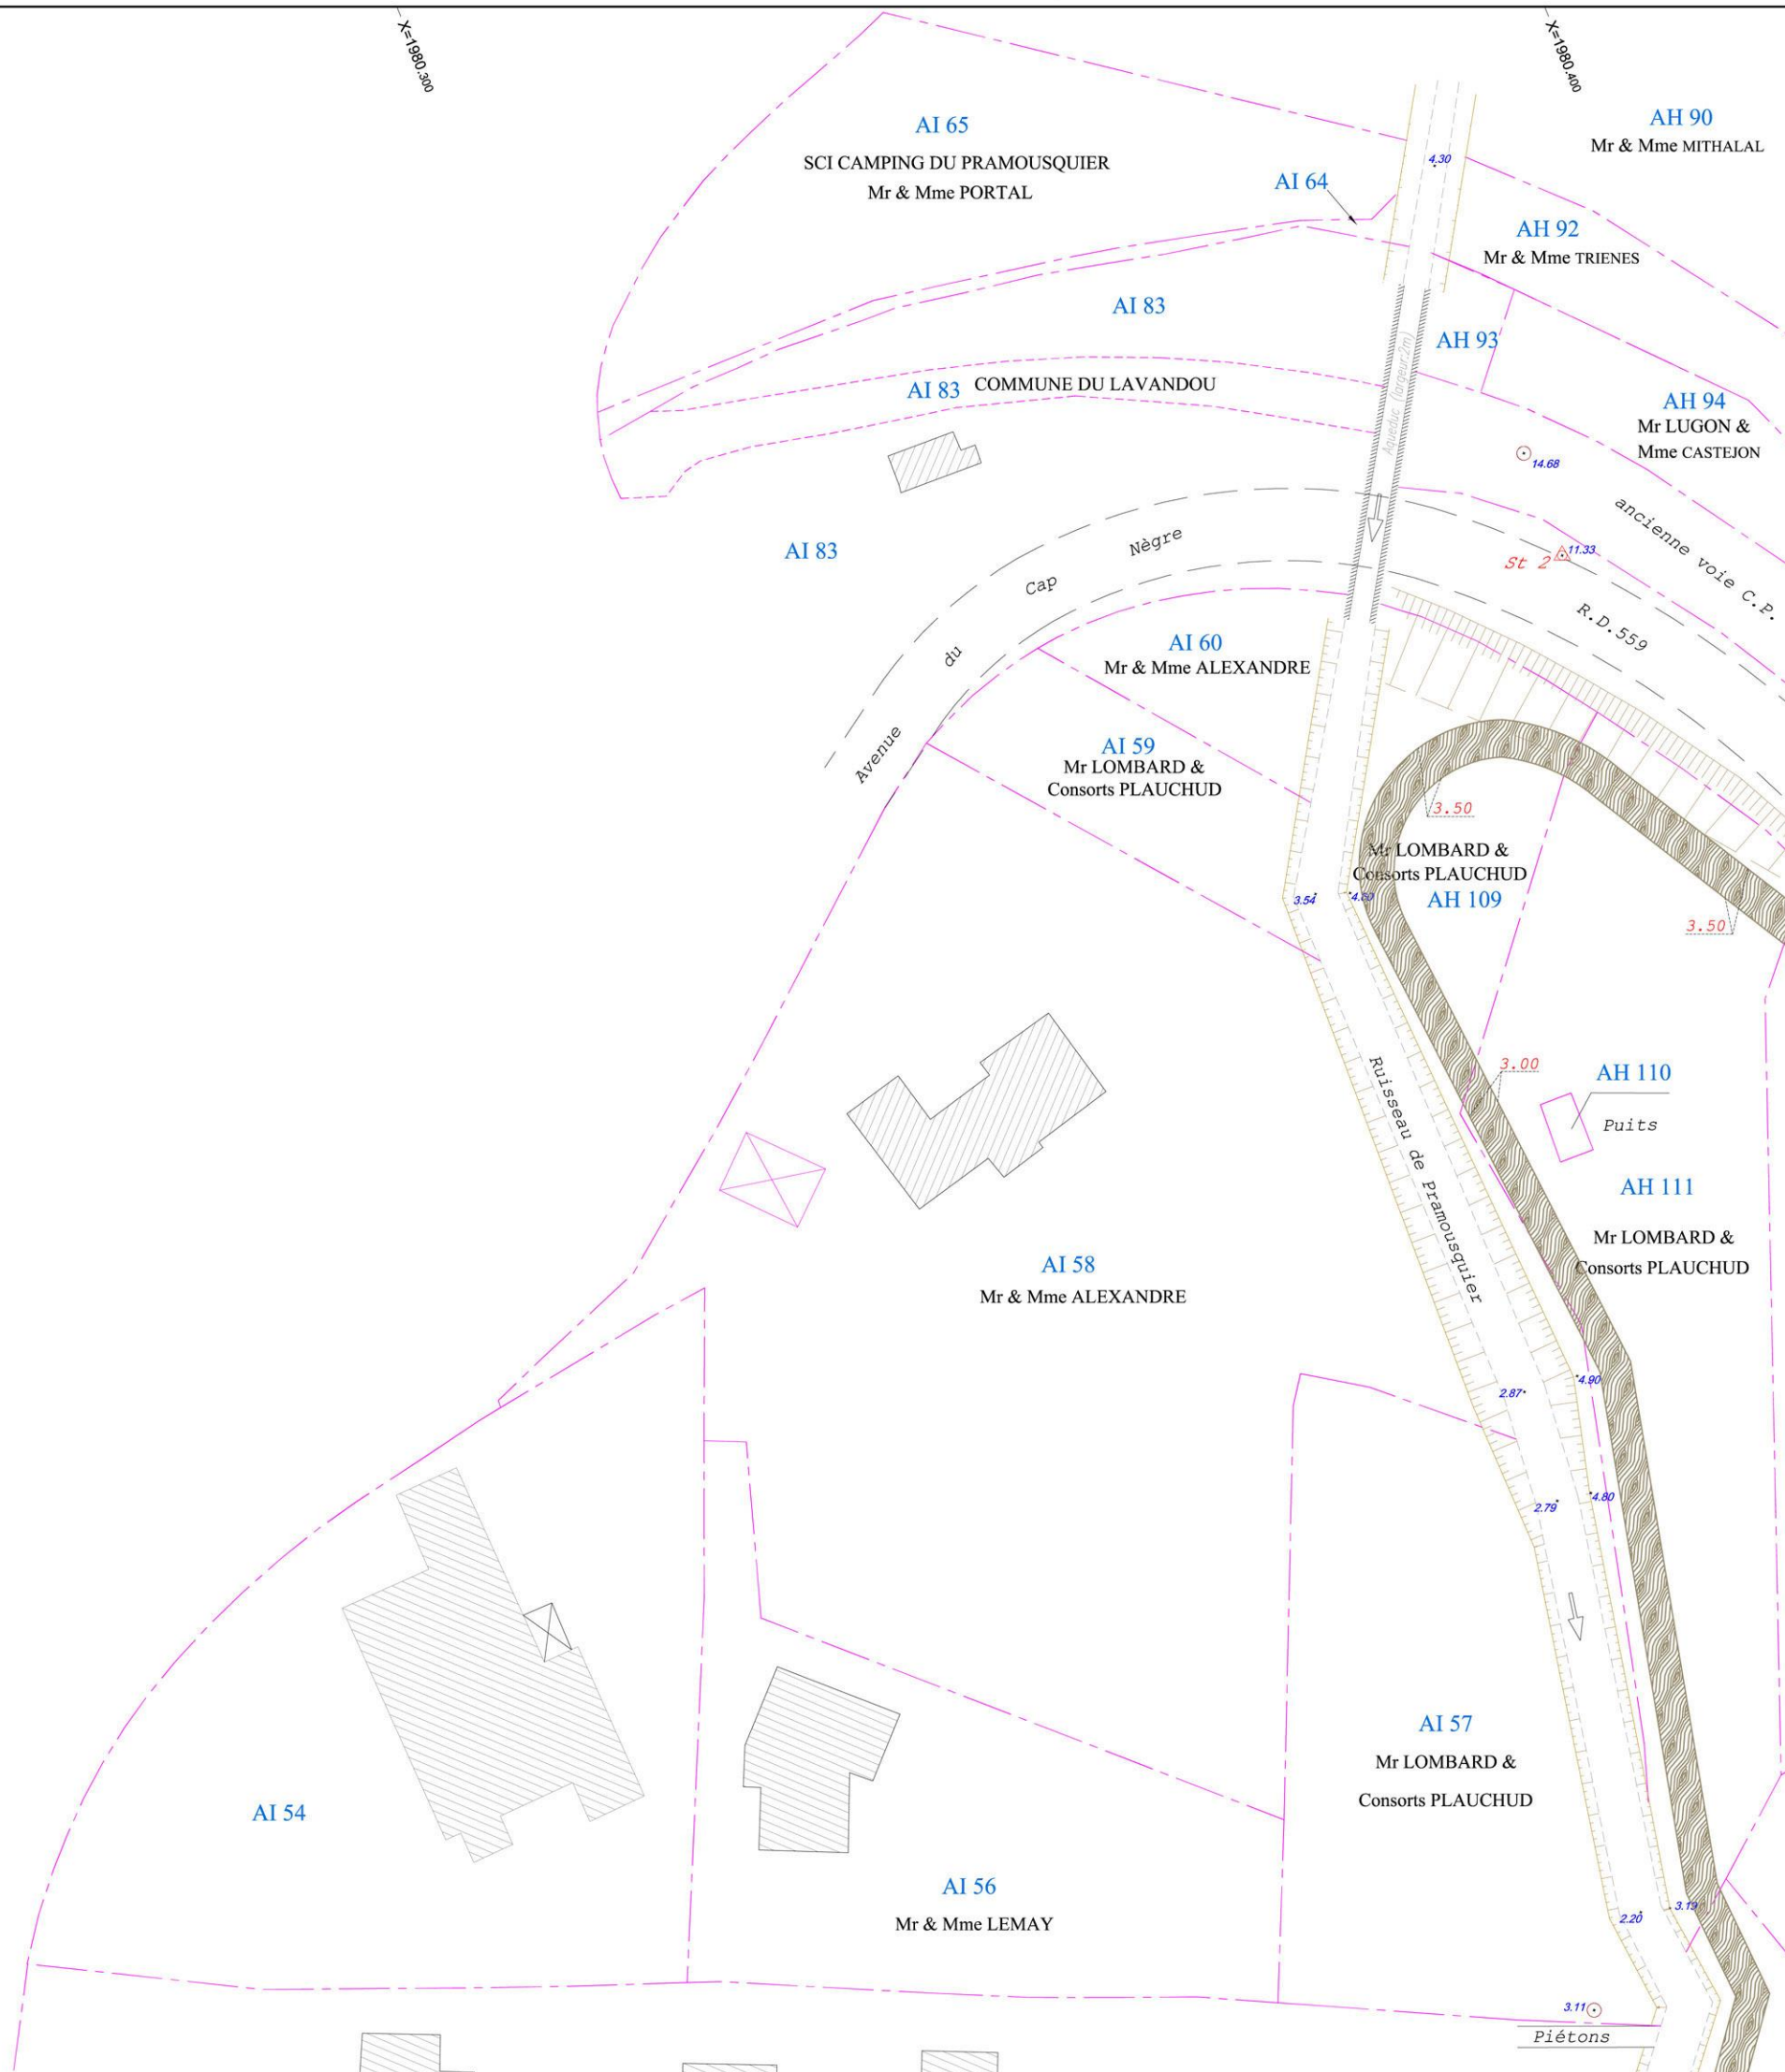 X=1980.300
X=1980.400
AI 65
SCI CAMPING DU PRAMOUSQUIER
Mr & Mme PORTAL
AH 90
Mr & Mme MITHALAL
4.30
AI 64
AH 92
Mr & Mme TRIENES
AI 83
AH 93
Aqueduc (largeur:2m)
AI 83
COMMUNE DU LAVANDOU
AH 94
Mr LUGON &
Mme CASTEJON
14.68
ancienne voie C.P.
AI 83
Avenue du Cap Nègre
St 2
11.33
R.D.559
AI 60
Mr & Mme ALEXANDRE
AI 59
Mr LOMBARD &
Consorts PLAUCHUD
3.50
Mr LOMBARD &
Consorts PLAUCHUD
AH 109
3.54
3.50
3.00
AH 110
Puits
Ruisseau de Pramousquier
AH 111
Mr LOMBARD &
Consorts PLAUCHUD
AI 58
Mr & Mme ALEXANDRE
2.87
4.90
2.79
4.80
AI 57
Mr LOMBARD &
Consorts PLAUCHUD
AI 54
AI 56
Mr & Mme LEMAY
2.20
3.19
3.11
Piétons